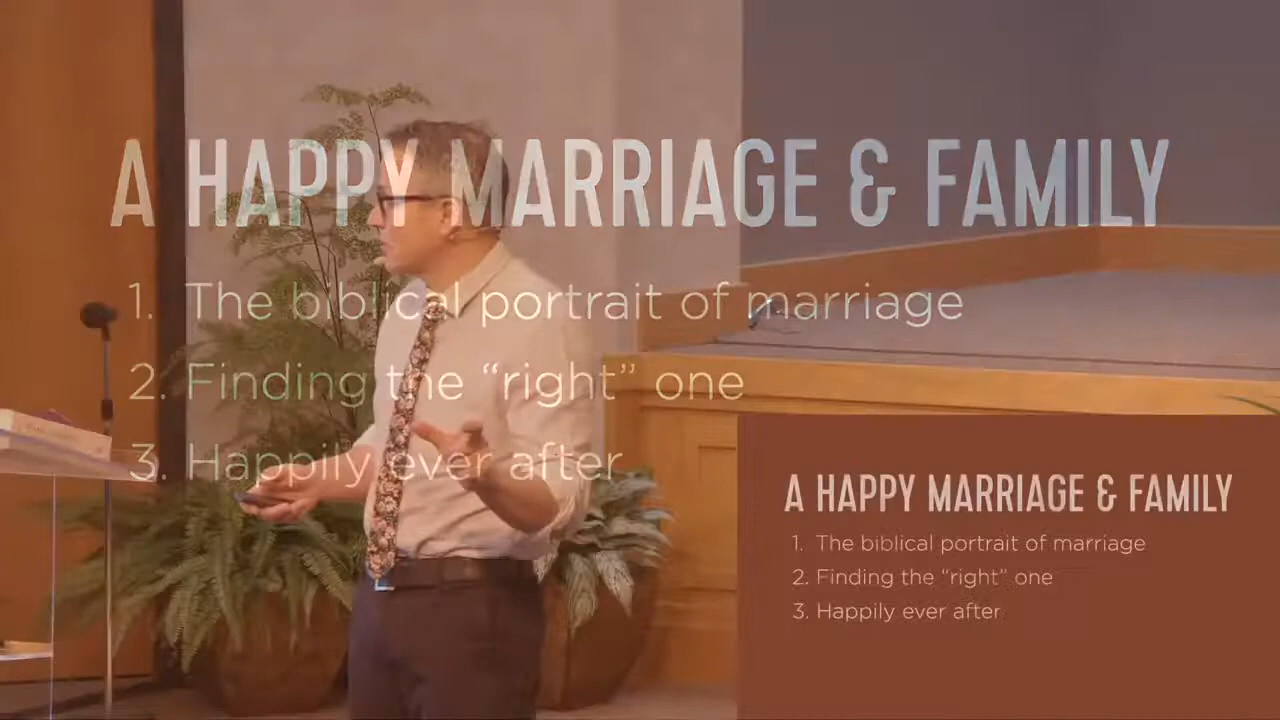 A HAPPY MARRIAGE & FAMILY
1. The biblical portrait of marriage
2. Finding the “right” one
3. Happily ever after
A HAPPY MARRIAGE & FAMILY
1. The biblical portrait of marriage
2. Finding the “right” one
3. Happily ever after